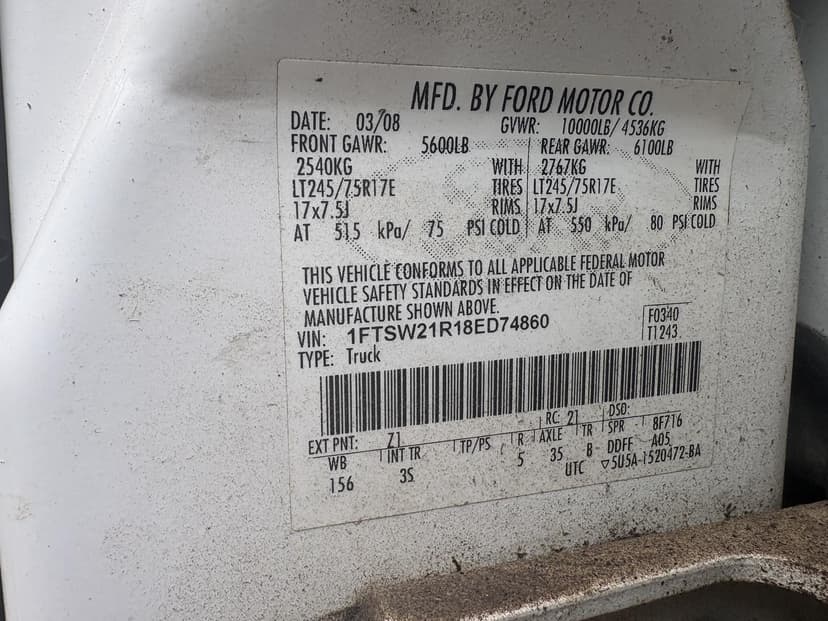 MFD. BY FORD MOTOR CO.
DATE: 03/08 GVWR: 10000LB/ 4536KG
FRONT GAWR: 5600LB REAR GAWR: 6100LB
2540KG WITH 2767KG WITH
LT245/75R17E TIRES LT245/75R17E TIRES
17x7.5J RIMS 17x7.5J RIMS
AT 515 kPa/ 75 PSI COLD AT 550 kPa/ 80 PSI COLD
THIS VEHICLE CONFORMS TO ALL APPLICABLE FEDERAL MOTOR
VEHICLE SAFETY STANDARDS IN EFFECT ON THE DATE OF
MANUFACTURE SHOWN ABOVE.
VIN: 1FTSW21R18ED74860 F0340
TYPE: Truck T1243
RC: 21 DSO:
EXT PNT: Z1
WB INT TR TP/PS R AXLE TR SPR 8F716
156 3S 5 35 B DDFF A05
UTC ▽5U5A-1520472-BA